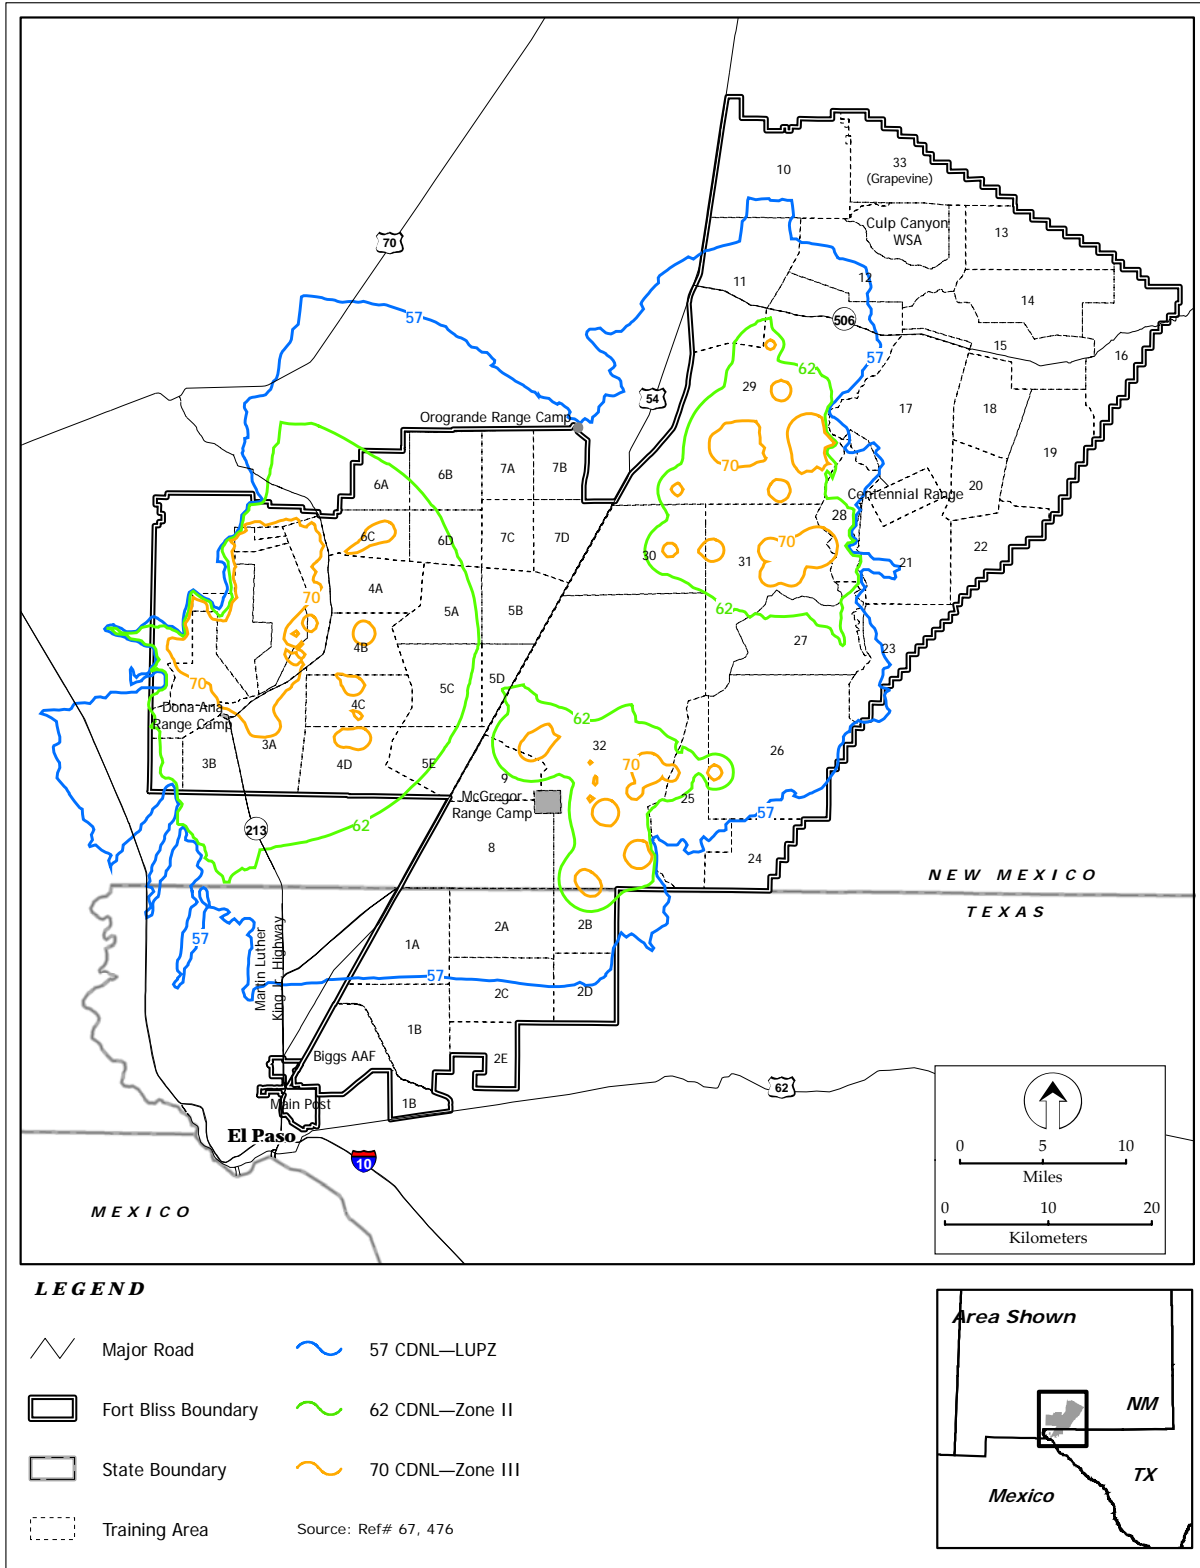 10
33
(Grapevine)
Culp Canyon
WSA
13
70
11
12
14
57
506
15
57
16
62
54
29
17
18
Orogrande Range Camp
19
6B
7A
7B
70
6A
20
Centennial Range
28
6C
6D
7C
7D
70
22
30
31
21
4A
70
5A
5B
62
27
4B
23
5C
5D
70
4C
Dona Ana
Range Camp
62
3A
32
26
3B
4D
5E
70
9
McGregor
Range Camp
25
57
213
62
8
24
NEW MEXICO
TEXAS
2A
2B
57
1A
Martin Luther
King Jr. Highway
57
2C
2D
1B
Biggs AAF
2E
62
Main Post
1B
El Paso
10
MEXICO
0 5 10
Miles
0 10 20
Kilometers
LEGEND
Major Road
57 CDNL—LUPZ
Fort Bliss Boundary
62 CDNL—Zone II
State Boundary
70 CDNL—Zone III
Training Area
Source: Ref# 67, 476
Area Shown
NM
TX
Mexico